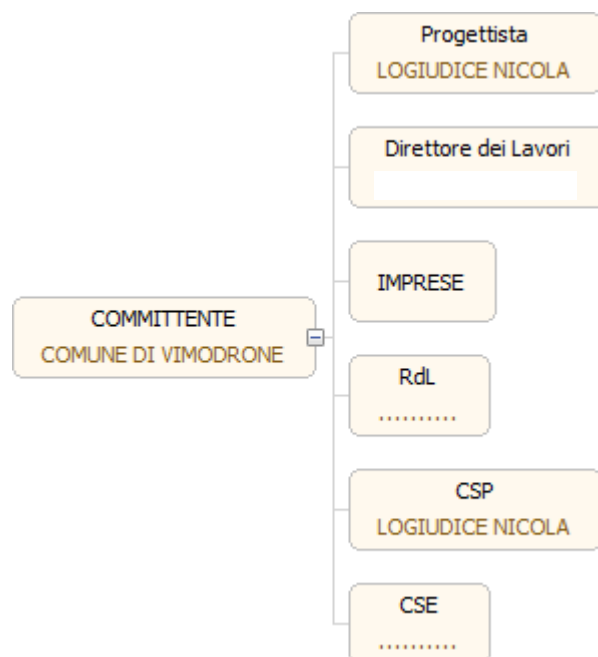 Progettista
LOGIUDICE NICOLA
Direttore dei Lavori
IMPRESE
COMMITTENTE
COMUNE DI VIMODRONE
RdL
..........
CSP
LOGIUDICE NICOLA
CSE
..........